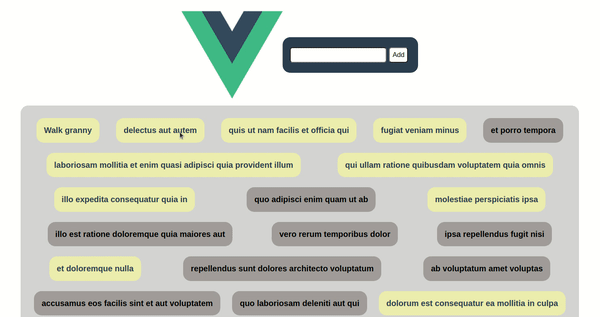 Add
Walk granny delectus aut autem quis ut nam facilis et officia qui fugiat veniam minus et porro tempora
laboriosam mollitia et enim quasi adipisci quia provident illum qui ullam ratione quibusdam voluptatem quia omnis
illo expedita consequatur quia in quo adipisci enim quam ut ab molestiae perspiciatis ipsa
illo est ratione doloremque quia maiores aut vero rerum temporibus dolor ipsa repellendus fugit nisi
et doloremque nulla repellendus sunt dolores architecto voluptatum ab voluptatum amet voluptas
accusamus eos facilis sint et aut voluptatem quo laboriosam deleniti aut qui dolorum est consequatur ea mollitia in culpa